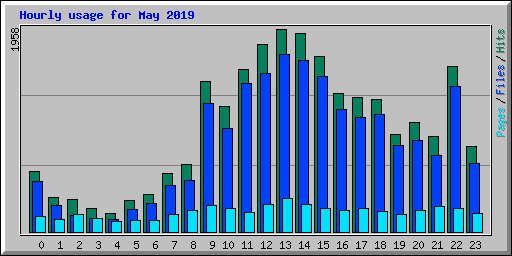 Hourly usage for May 2019
1958
Pages/Files/Hits
0 1 2 3 4 5 6 7 8 9 10 11 12 13 14 15 16 17 18 19 20 21 22 23